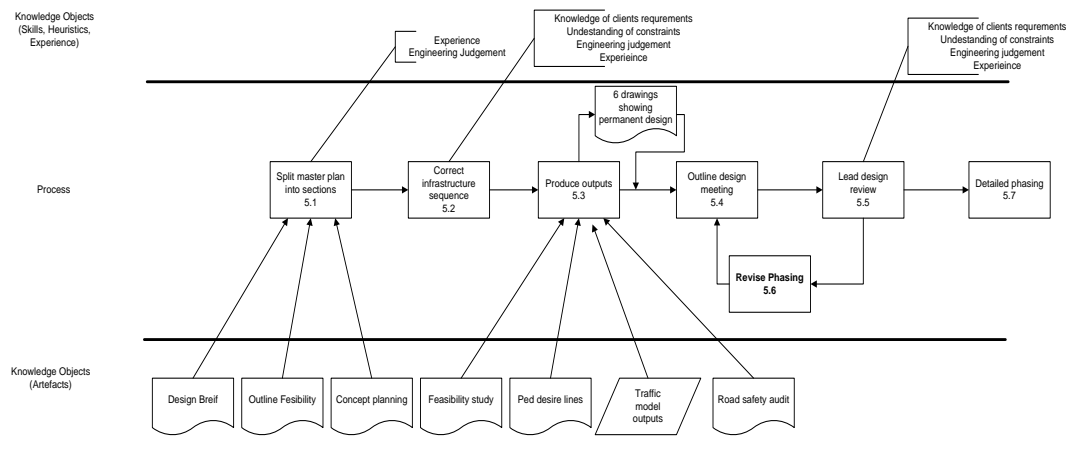 Knowledge Objects
(Skills, Heuristics,
Experience)
Experience
Engineering Judgement
Knowledge of clients requrements
Undestanding of constraints
Engineering judgement
Experieince
Knowledge of clients requrements
Undestanding of constraints
Engineering judgement
Experieince
6 drawings
showing
permanent design
Process
Split master plan
into sections
5.1
Correct
infrastructure
sequence
5.2
Produce outputs
5.3
Outline design
meeting
5.4
Lead design
review
5.5
Detailed phasing
5.7
Revise Phasing
5.6
Knowledge Objects
(Artefacts)
Design Breif
Outline Fesibility
Concept planning
Feasibility study
Ped desire lines
Traffic
model
outputs
Road safety audit